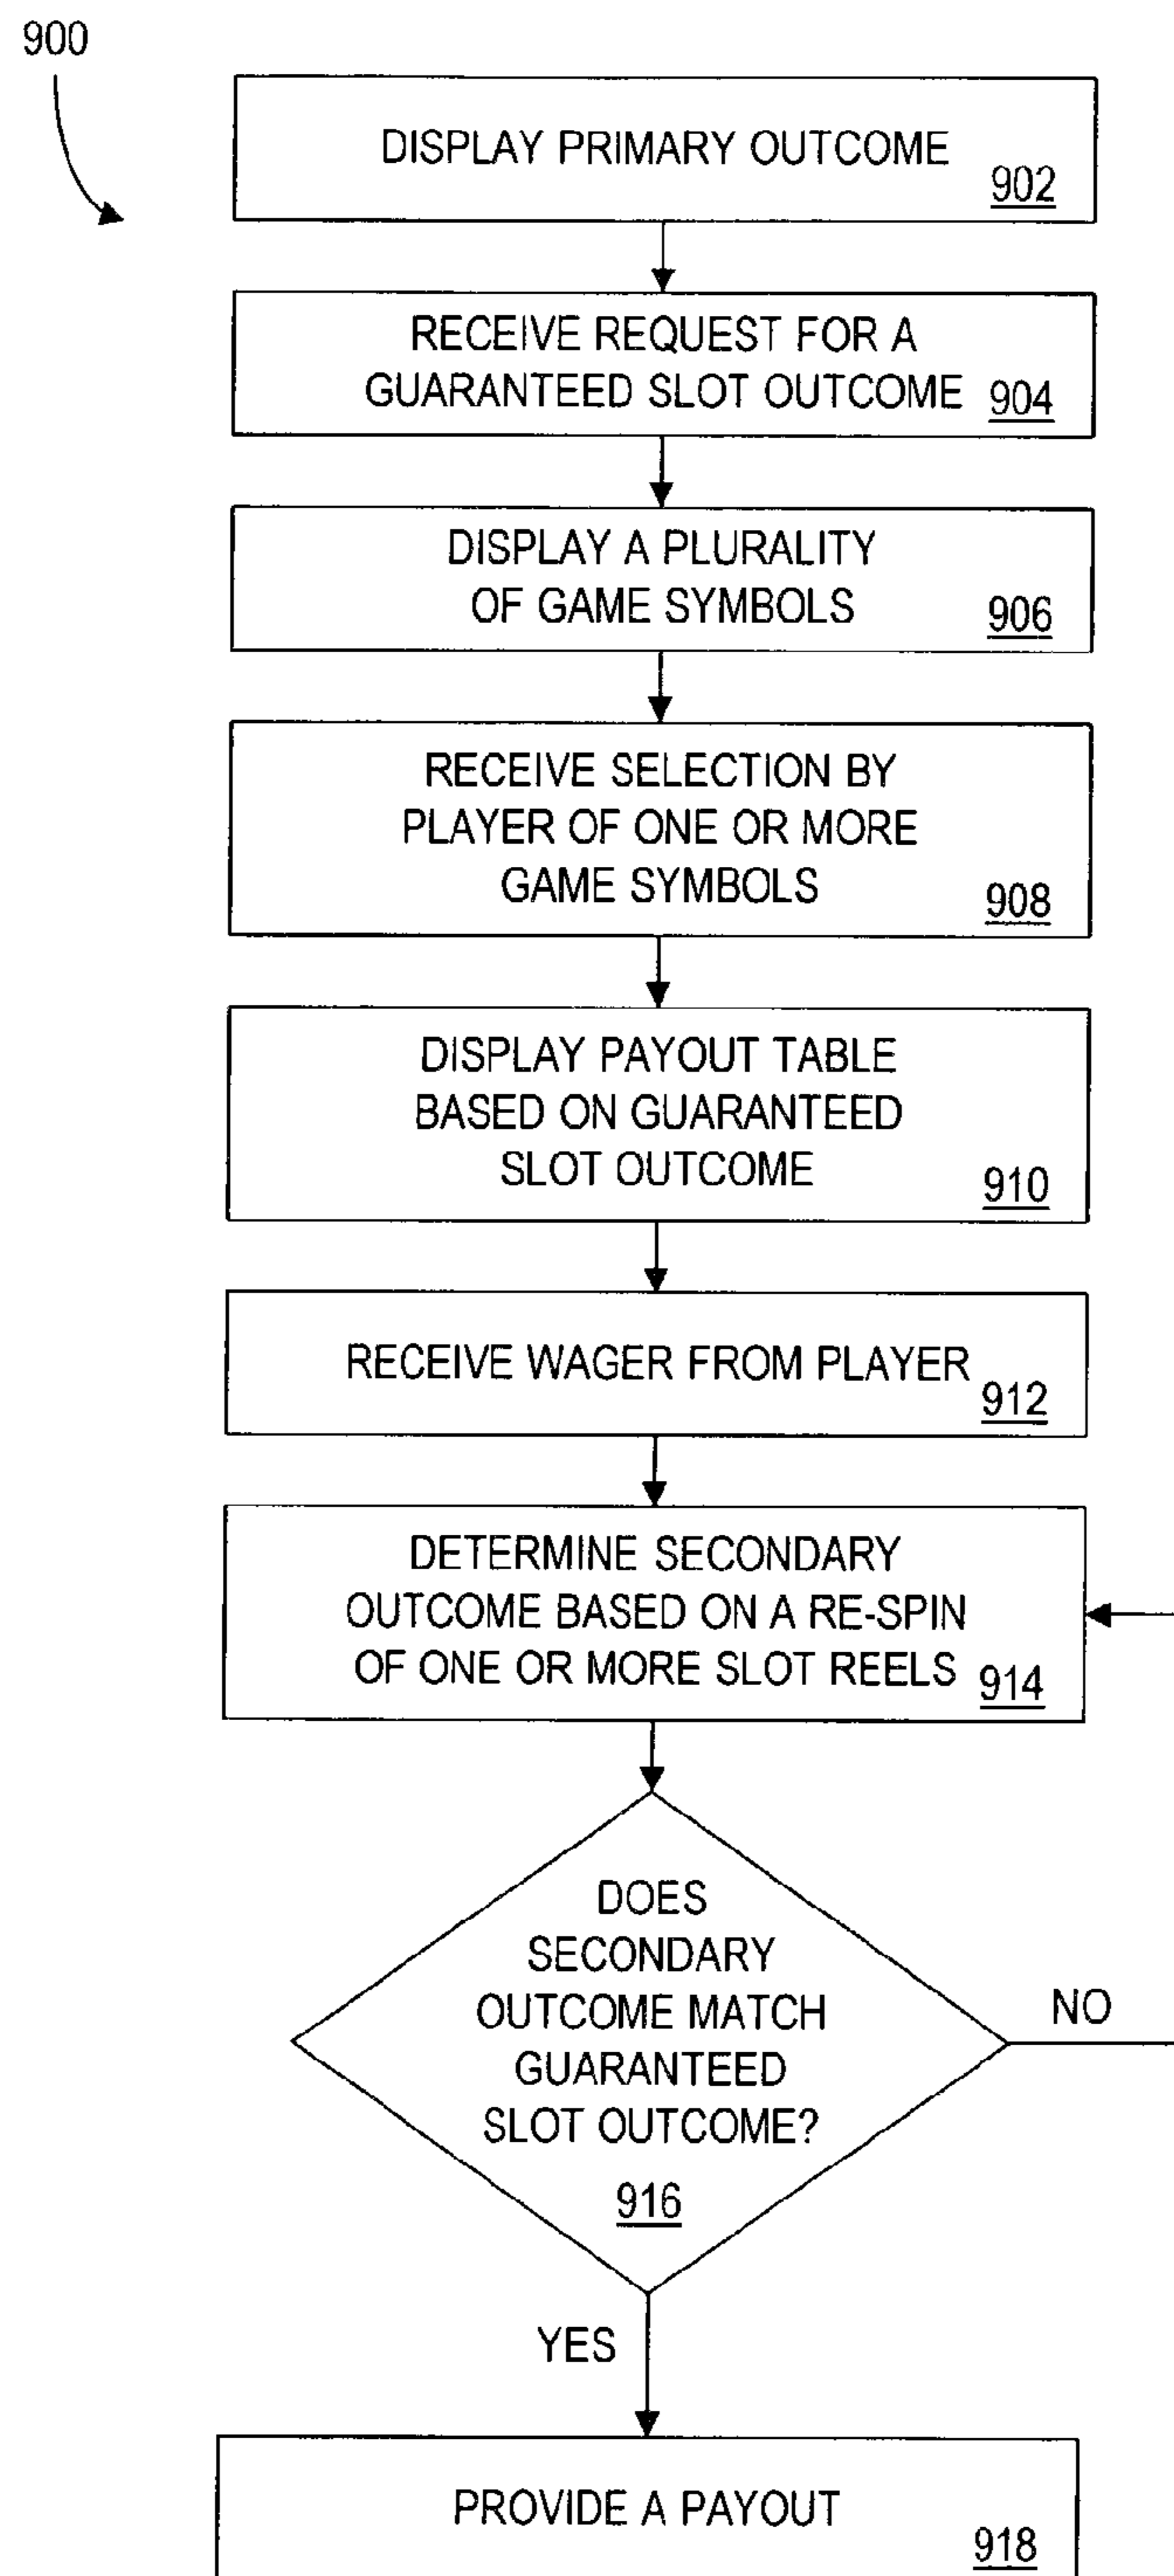 900
DISPLAY PRIMARY OUTCOME
902
RECEIVE REQUEST FOR A
GUARANTEED SLOT OUTCOME 904
DISPLAY A PLURALITY
OF GAME SYMBOLS
906
RECEIVE SELECTION BY
PLAYER OF ONE OR MORE
GAME SYMBOLS
908
DISPLAY PAYOUT TABLE
BASED ON GUARANTEED
SLOT OUTCOME
910
RECEIVE WAGER FROM PLAYER
912
DETERMINE SECONDARY
OUTCOME BASED ON A RE-SPIN
OF ONE OR MORE SLOT REELS 914
DOES
SECONDARY
OUTCOME MATCH
GUARANTEED
SLOT OUTCOME?
916
NO
YES
PROVIDE A PAYOUT
918